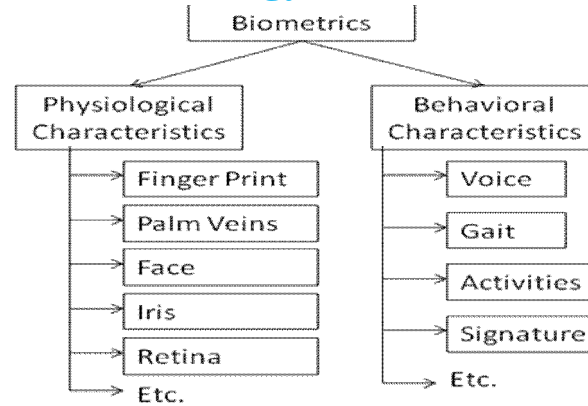 Biometrics
Physiological
Characteristics
Behavioral
Characteristics
Finger Print
Palm Veins
Face
Iris
Retina
Etc.
Voice
Gait
Activities
Signature
Etc.